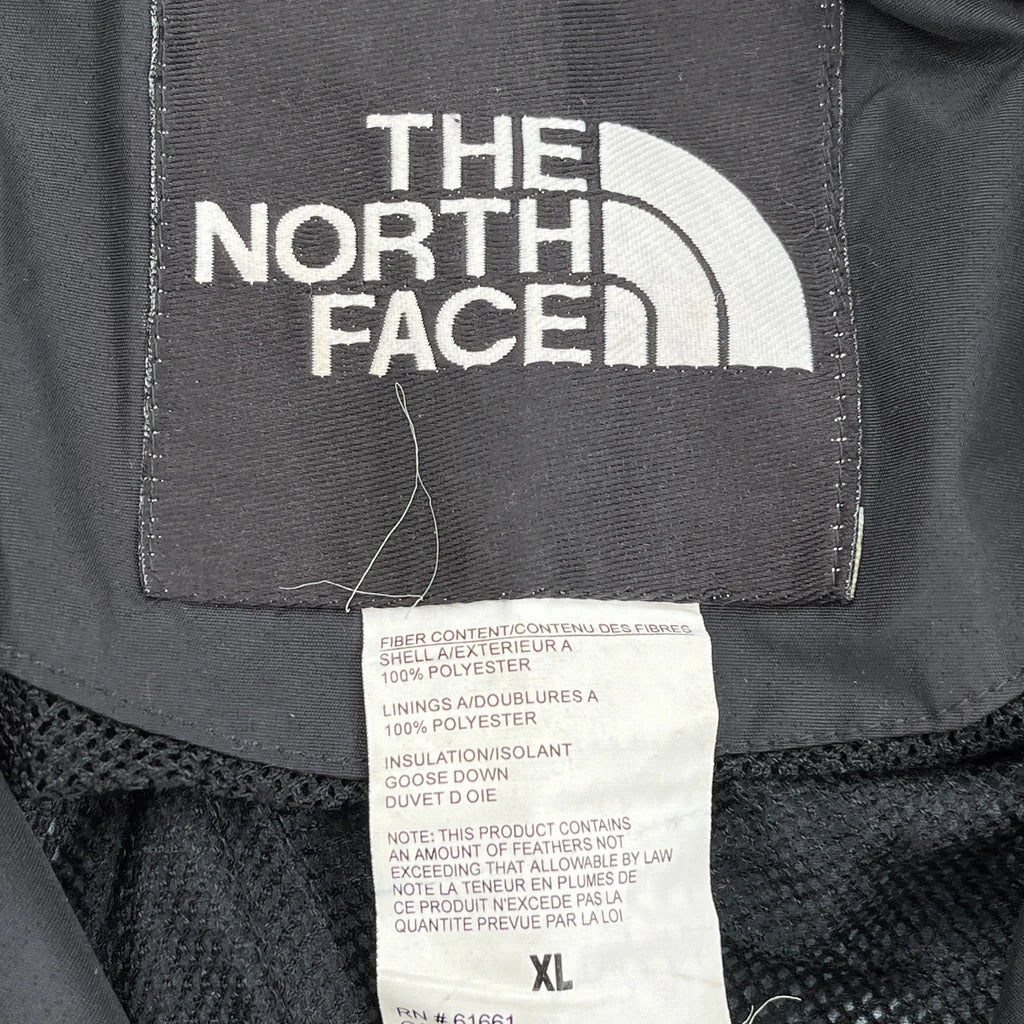 THE
NORTH
FACE
FIBER CONTENT/CONTENU DES FIBRES
SHELL A/EXTERIEUR A
100% POLYESTER
LININGS A/DOUBLURES A
100% POLYESTER
INSULATION/ISOLANT
GOOSE DOWN
DUVET D OIE
NOTE: THIS PRODUCT CONTAINS
AN AMOUNT OF FEATHERS NOT
EXCEEDING THAT ALLOWABLE BY LAW
NOTE LA TENEUR EN PLUMES DE
CE PRODUIT N'EXCEDE PAS LA
QUANTITE PREVUE PAR LA LOI
XL
RN # 61661